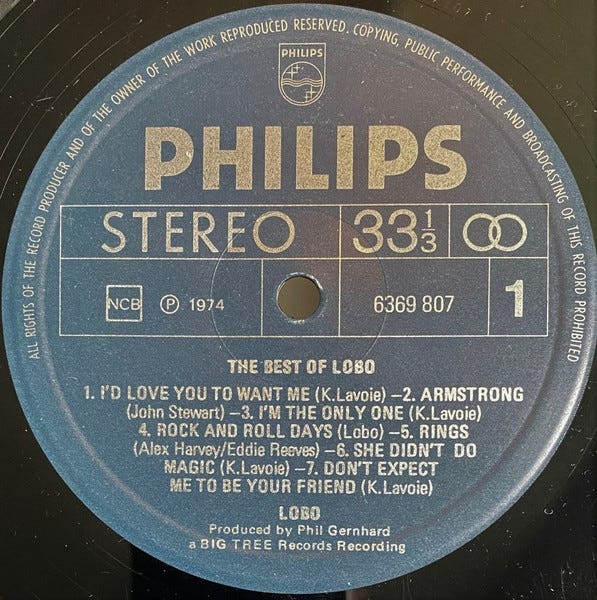 ALL RIGHTS OF THE RECORD PRODUCER AND OF THE OWNER OF THE WORK REPRODUCED RESERVED. COPYING, PUBLIC PERFORMANCE AND BROADCASTING OF THIS RECORD PROHIBITED
PHILIPS
PHILIPS
STEREO 33 1/3
NCB Ⓟ 1974 6369 807 1
THE BEST OF LOBO
1. I'D LOVE YOU TO WANT ME (K.Lavoie) –2. ARMSTRONG
(John Stewart) –3. I'M THE ONLY ONE (K.Lavoie)
4. ROCK AND ROLL DAYS (Lobo) –5. RINGS
(Alex Harvey/Eddie Reeves) –6. SHE DIDN'T DO
MAGIC (K.Lavoie) –7. DON'T EXPECT
ME TO BE YOUR FRIEND (K.Lavoie)
LOBO
Produced by Phil Gernhard
a BIG TREE Records Recording